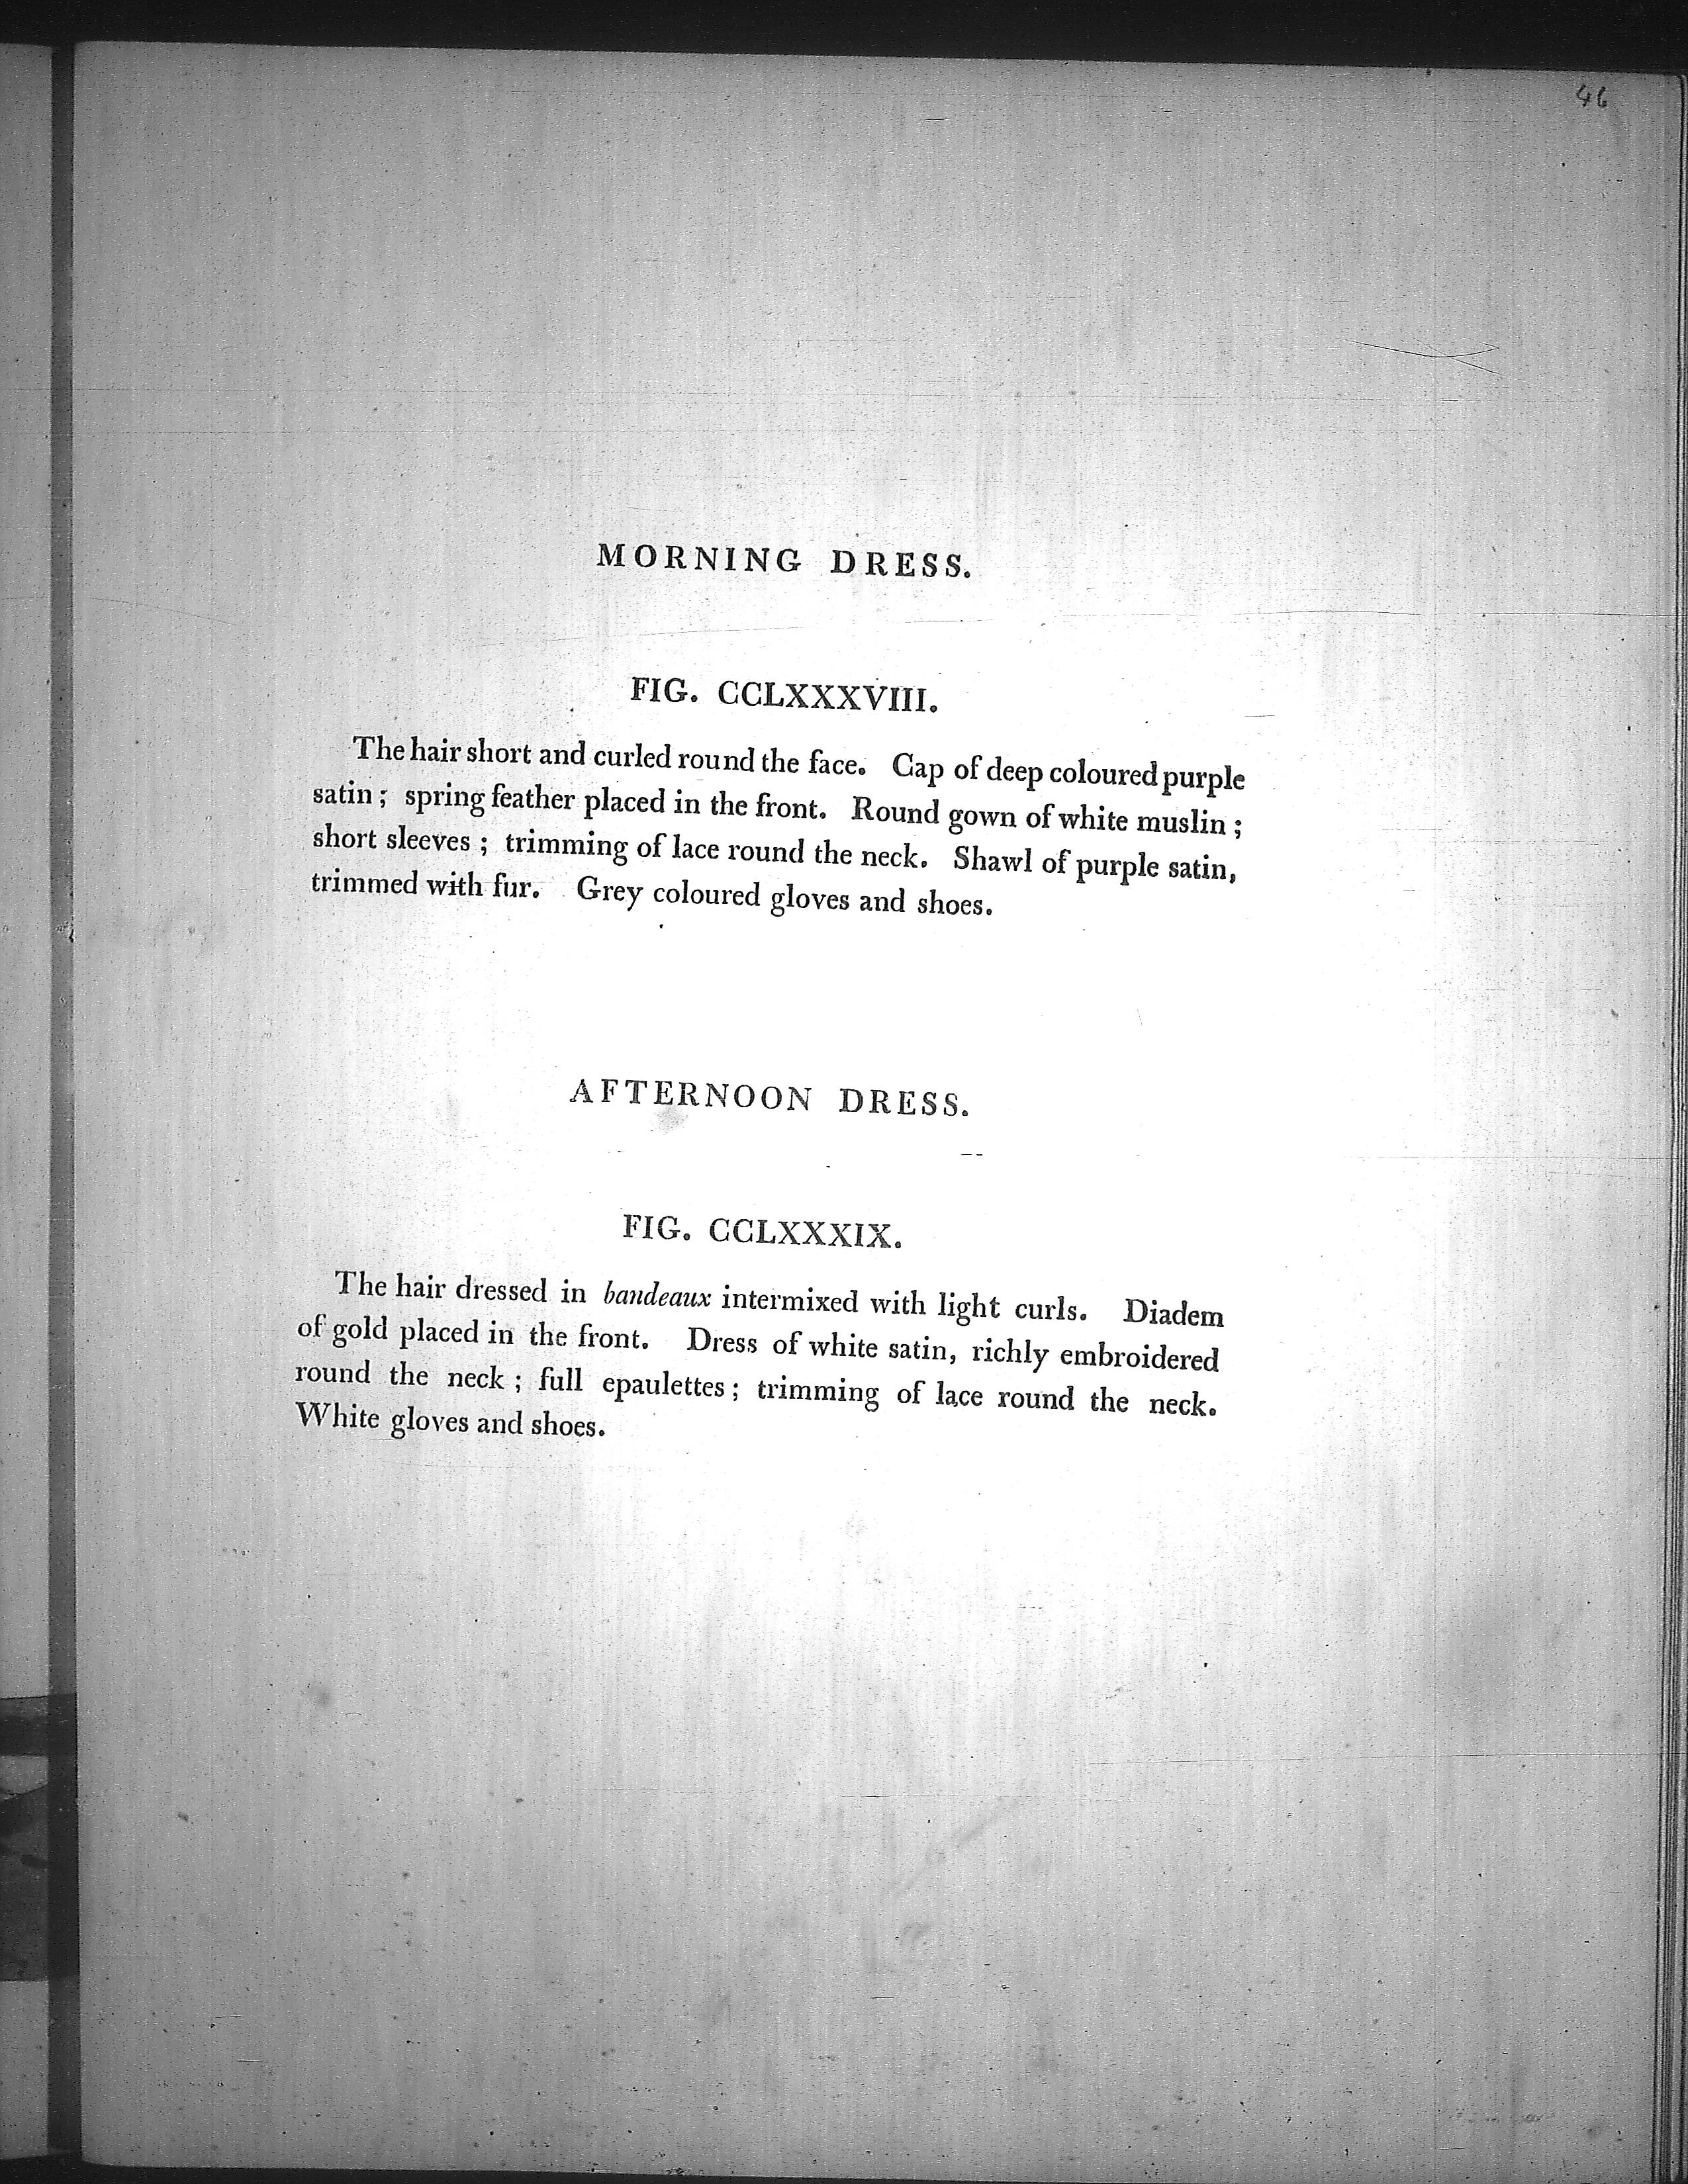 46
MORNING DRESS.
FIG. CCLXXXVIII.
The hair short and curled round the face. Cap of deep coloured purple
satin; spring feather placed in the front. Round gown of white muslin;
short sleeves; trimming of lace round the neck. Shawl of purple satin,
trimmed with fur. Grey coloured gloves and shoes.
AFTERNOON DRESS.
FIG. CCLXXXIX.
The hair dressed in bandeaux intermixed with light curls. Diadem
of gold placed in the front. Dress of white satin, richly embroidered
round the neck; full epaulettes; trimming of lace round the neck.
White gloves and shoes.